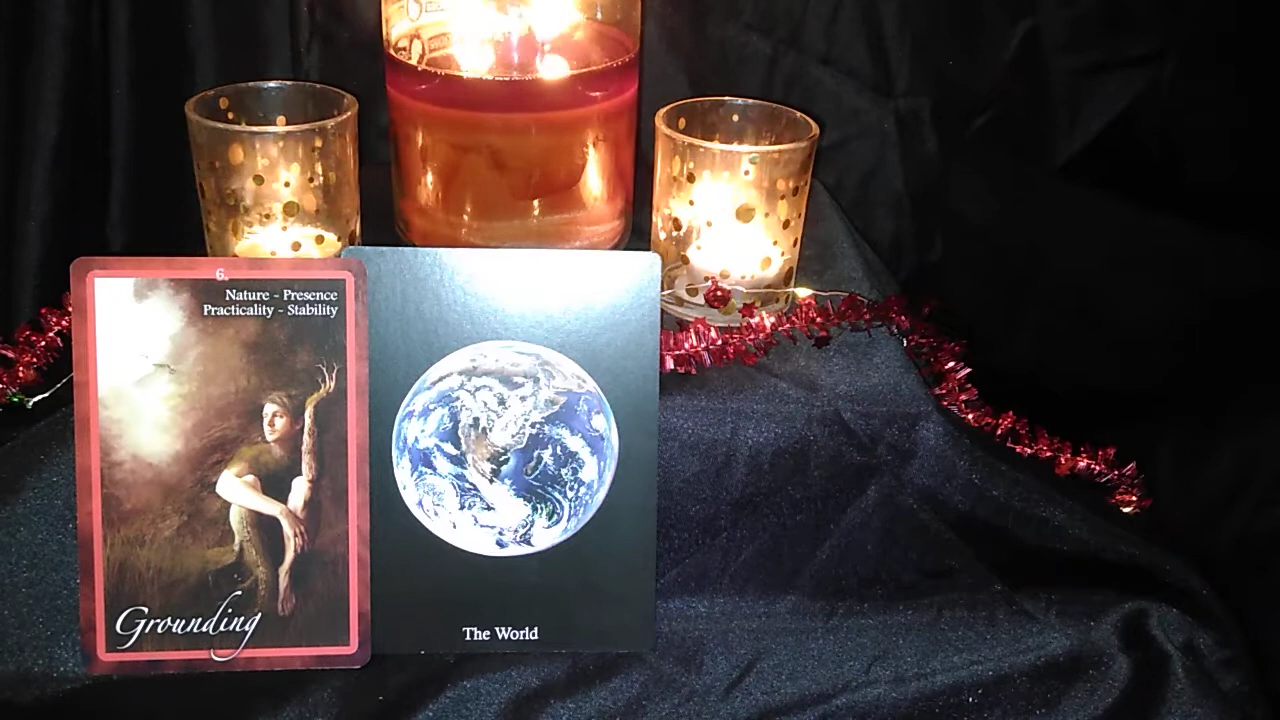 6.
Nature - Presence
Practicality - Stability
Grounding
The World